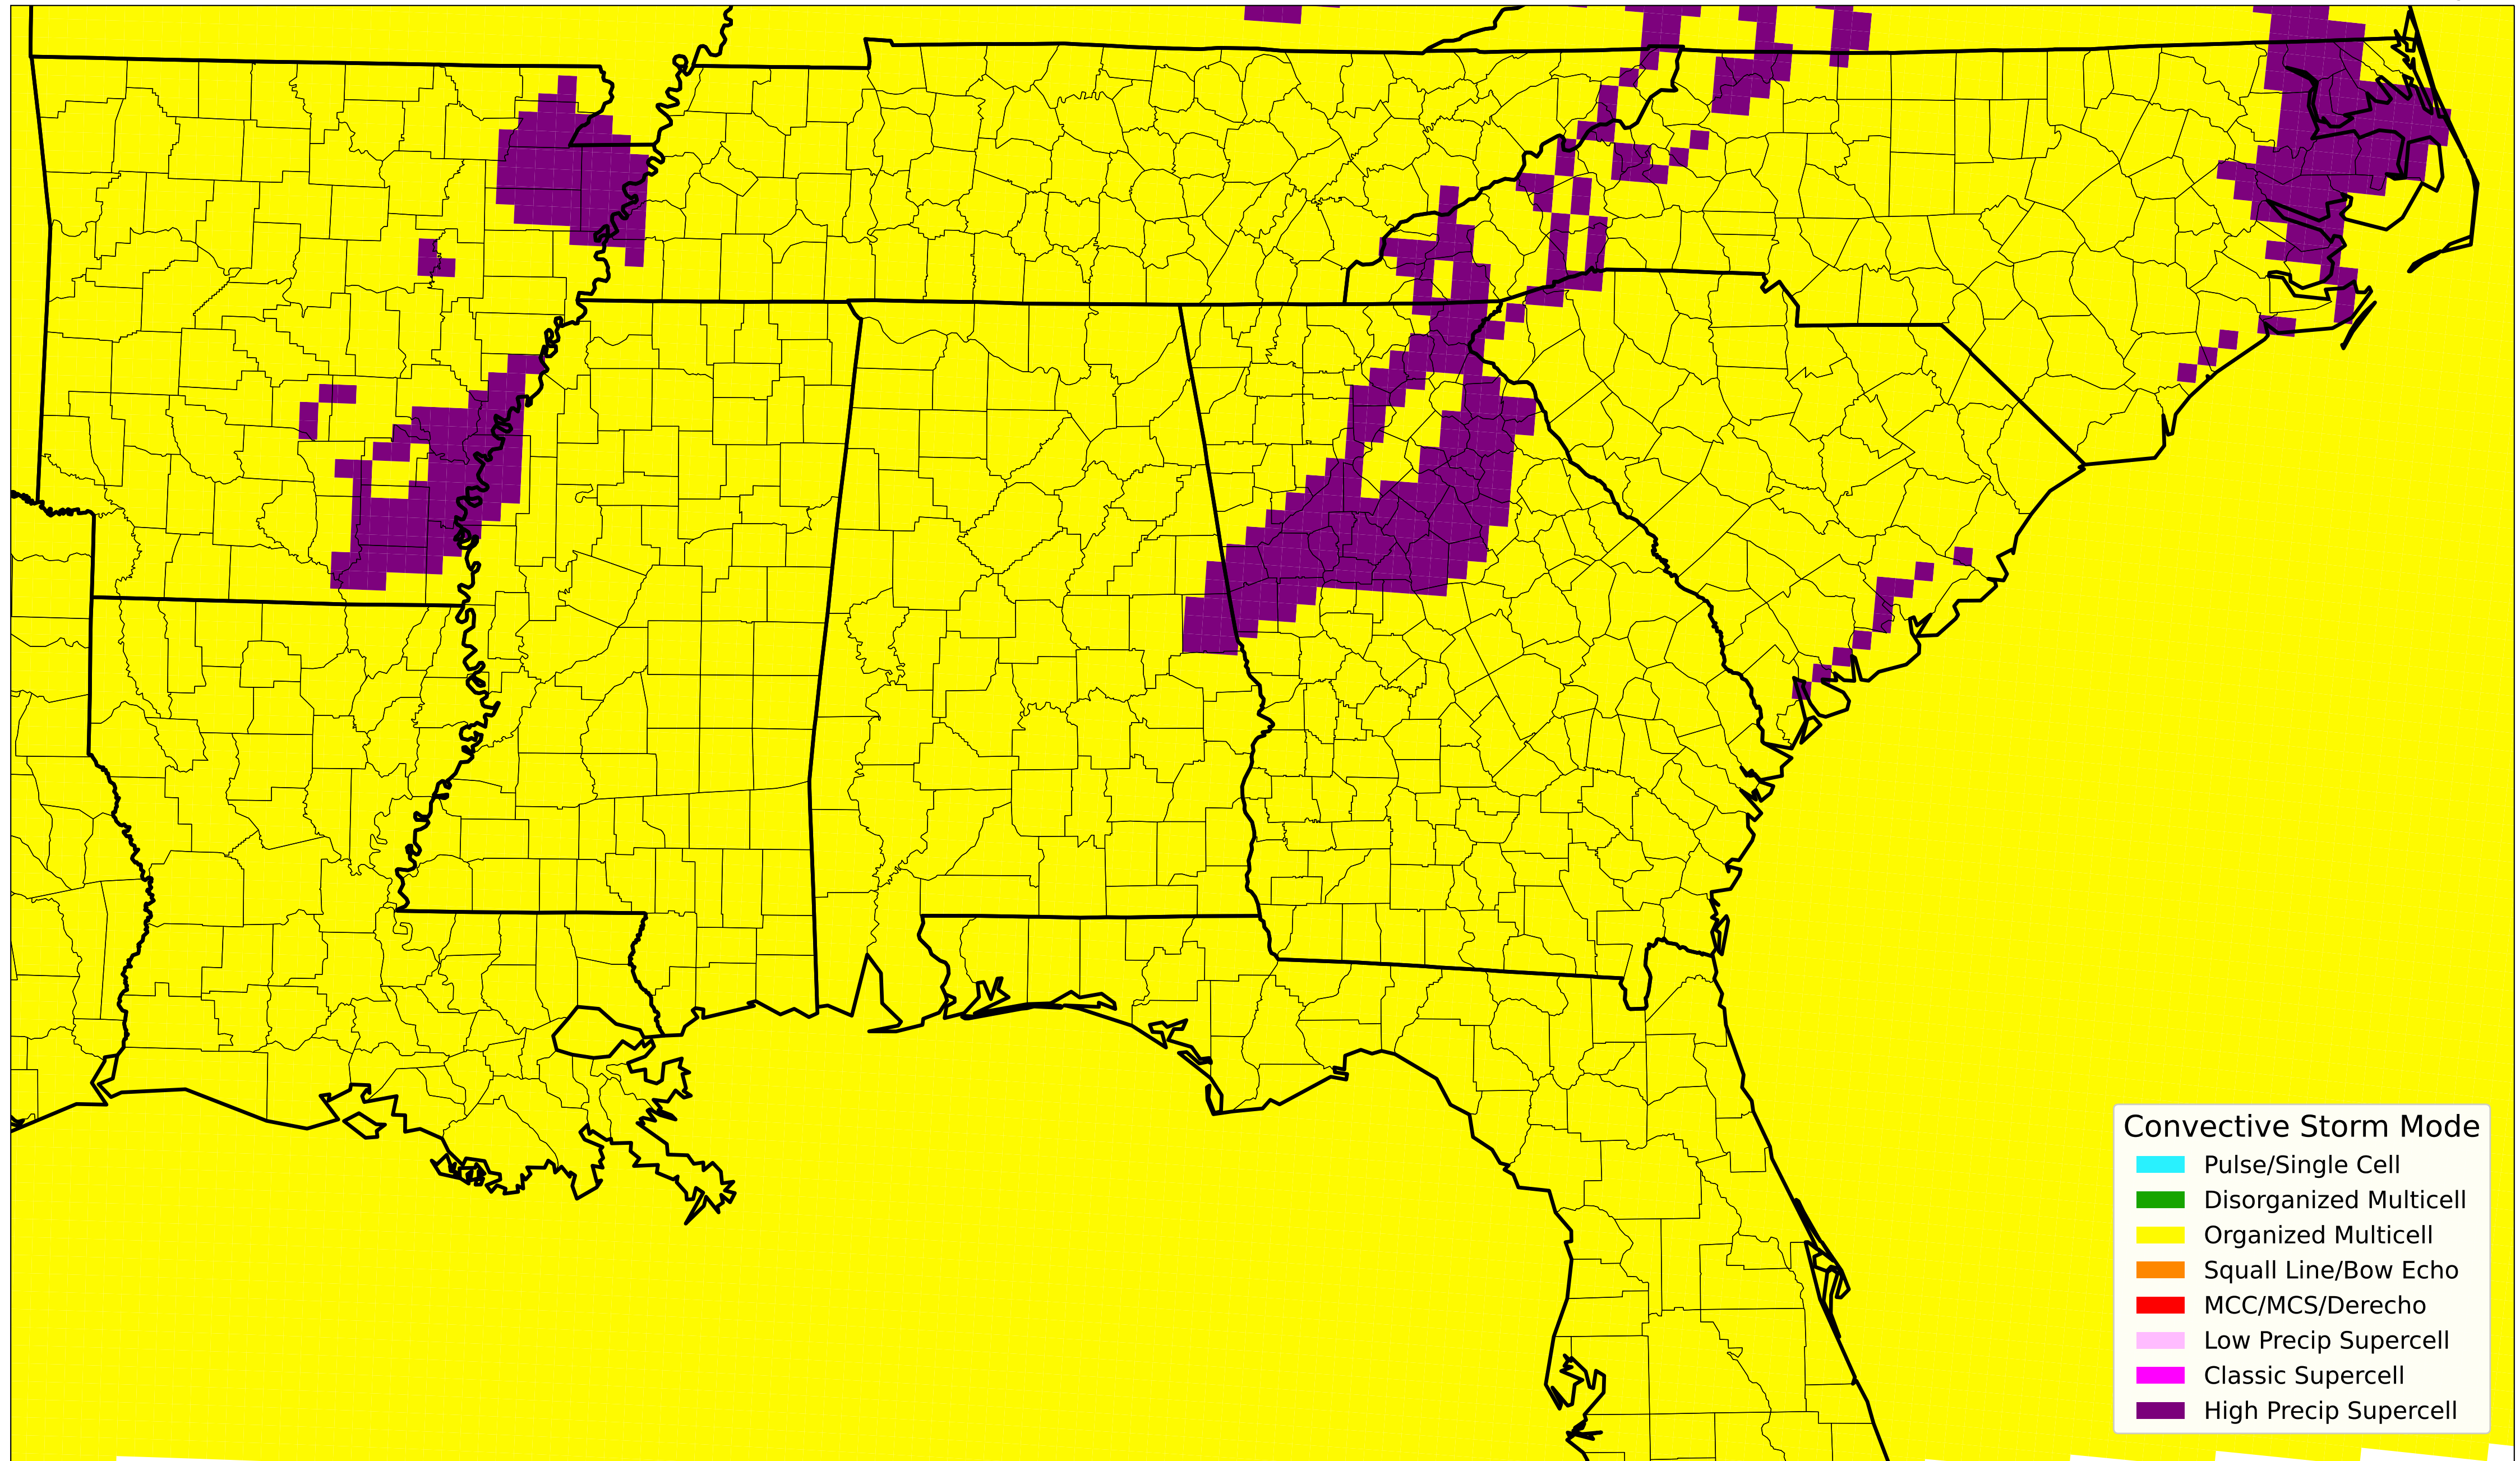 Convective Storm Mode
Pulse/Single Cell
Disorganized Multicell
Organized Multicell
Squall Line/Bow Echo
MCC/MCS/Derecho
Low Precip Supercell
Classic Supercell
High Precip Supercell